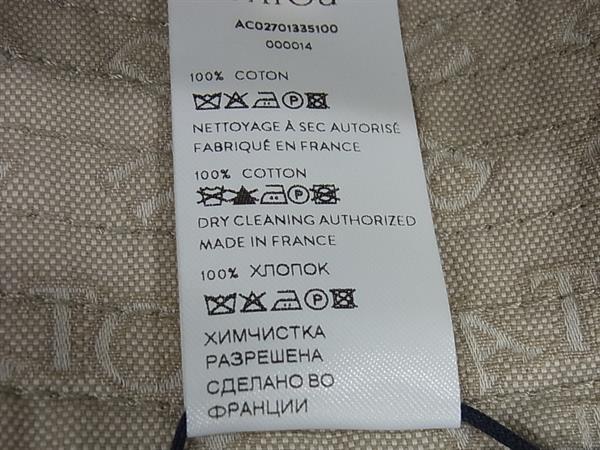 AC02701335100
000014
100% COTON
NETTOYAGE À SEC AUTORISÉ
FABRIQUÉ EN FRANCE
100% COTTON
DRY CLEANING AUTHORIZED
MADE IN FRANCE
100% ХЛОПОК
ХИМЧИСТКА
РАЗРЕШЕНА
СДЕЛАНО ВО
ФРАНЦИИ